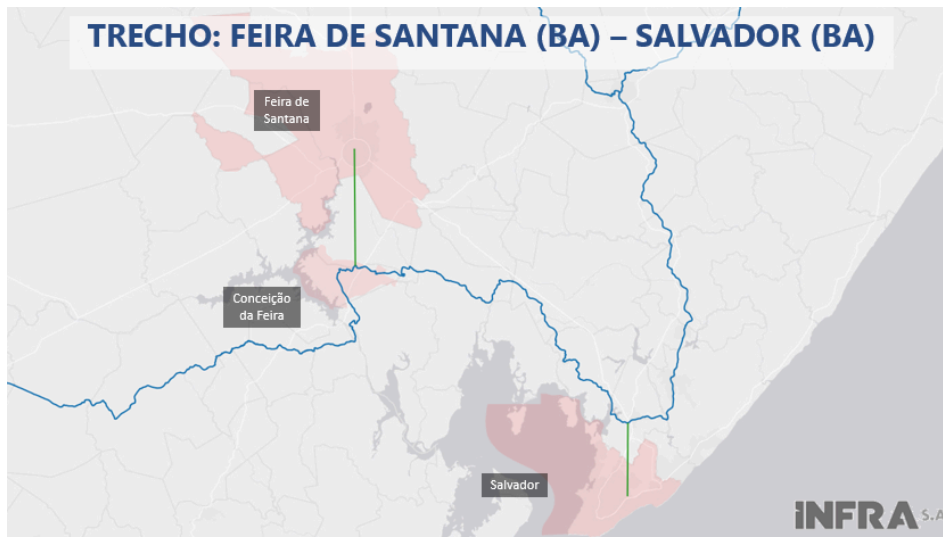 TRECHO: FEIRA DE SANTANA (BA) – SALVADOR (BA)
Feira de
Santana
Conceição
da Feira
Salvador
INFRA S.A